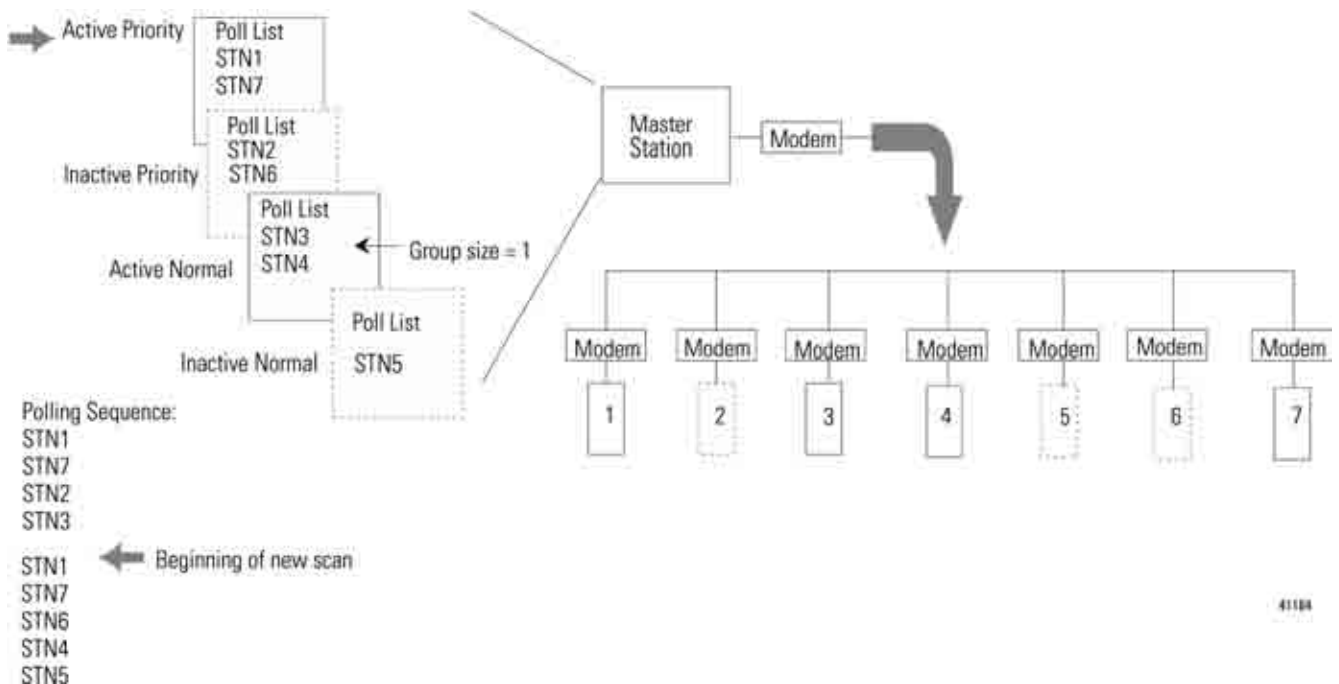 Active Priority
Poll List
STN1
STN7
Poll List
STN2
STN6
Inactive Priority
Poll List
STN3
STN4
Group size = 1
Active Normal
Poll List
STN5
Inactive Normal
Master
Station
Modem
Modem
Modem
Modem
Modem
Modem
Modem
Modem
1
2
3
4
5
6
7
Polling Sequence:
STN1
STN7
STN2
STN3
STN1
Beginning of new scan
STN7
STN6
STN4
STN5
41184